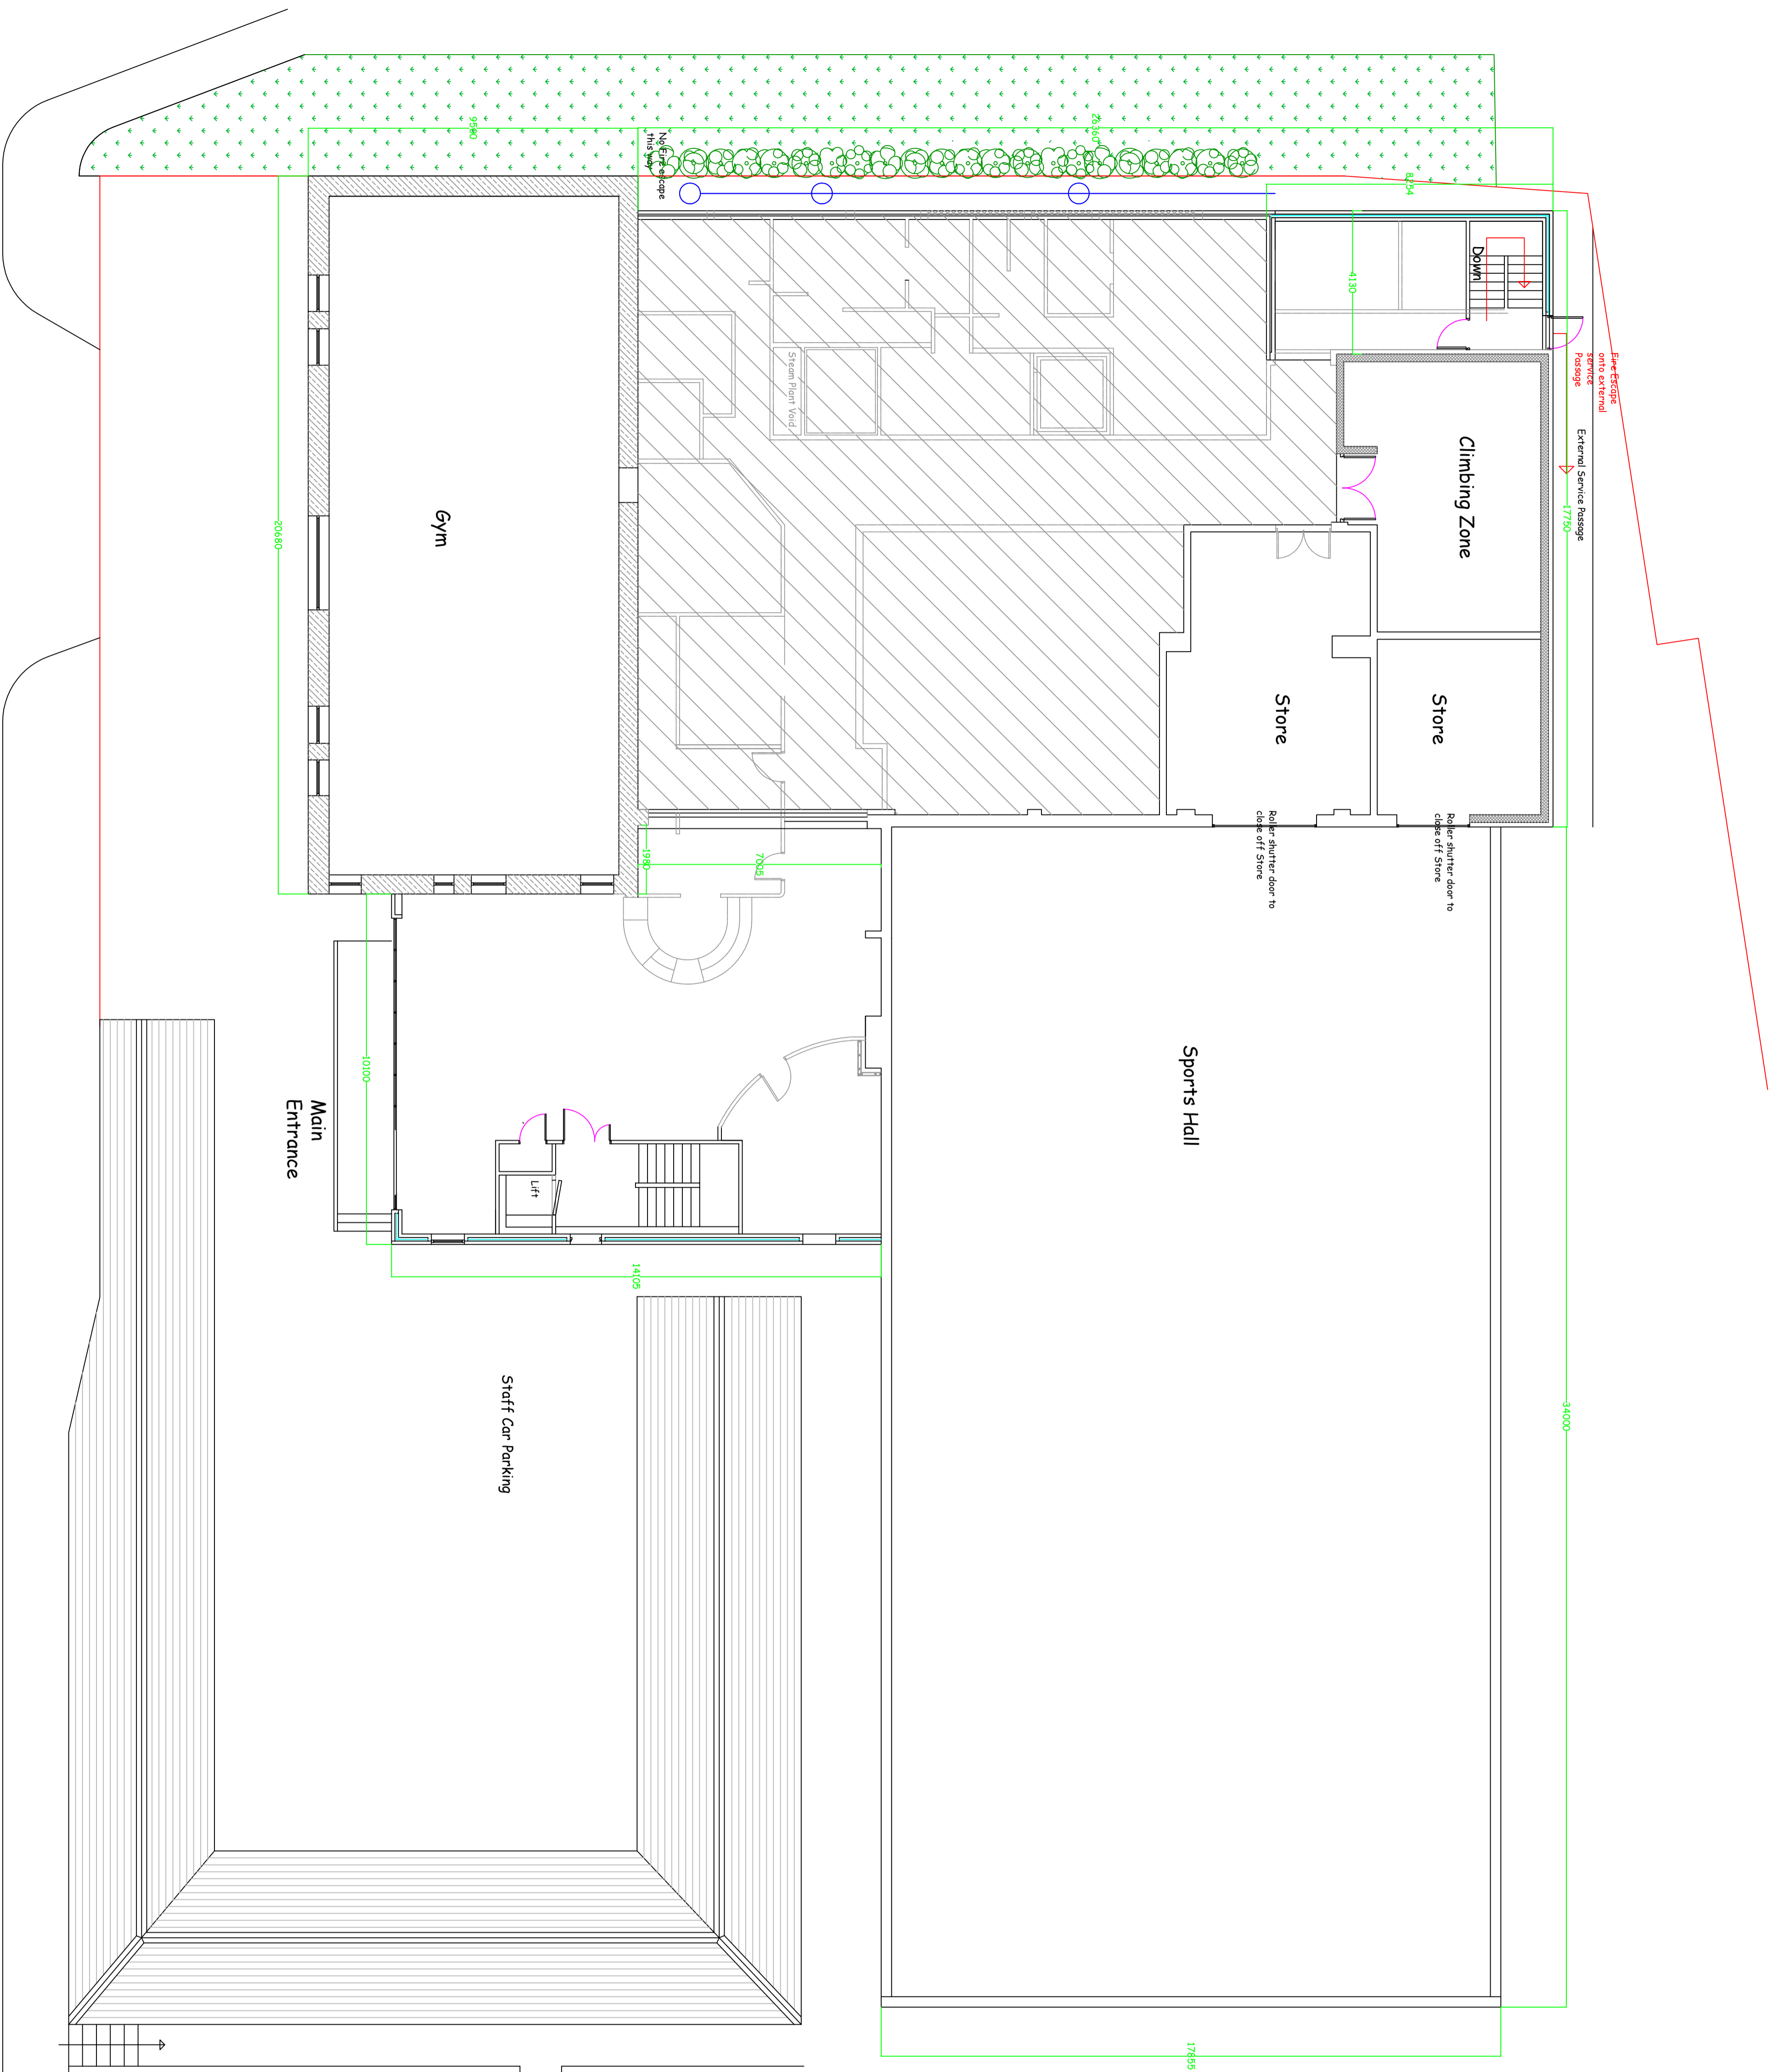 Fire Escape
onto external
service
Passage
External Service Passage
17750
34000
8254
4130
Down
Climbing Zone
Store
Roller shutter door to
close off Store
Store
Roller shutter door to
close off Store
26360
Sports Hall
17855
Steam Plant Void
No Fire escape
this way
7005
1980
9500
Gym
20680
14105
Lift
10100
Main
Entrance
Staff Car Parking